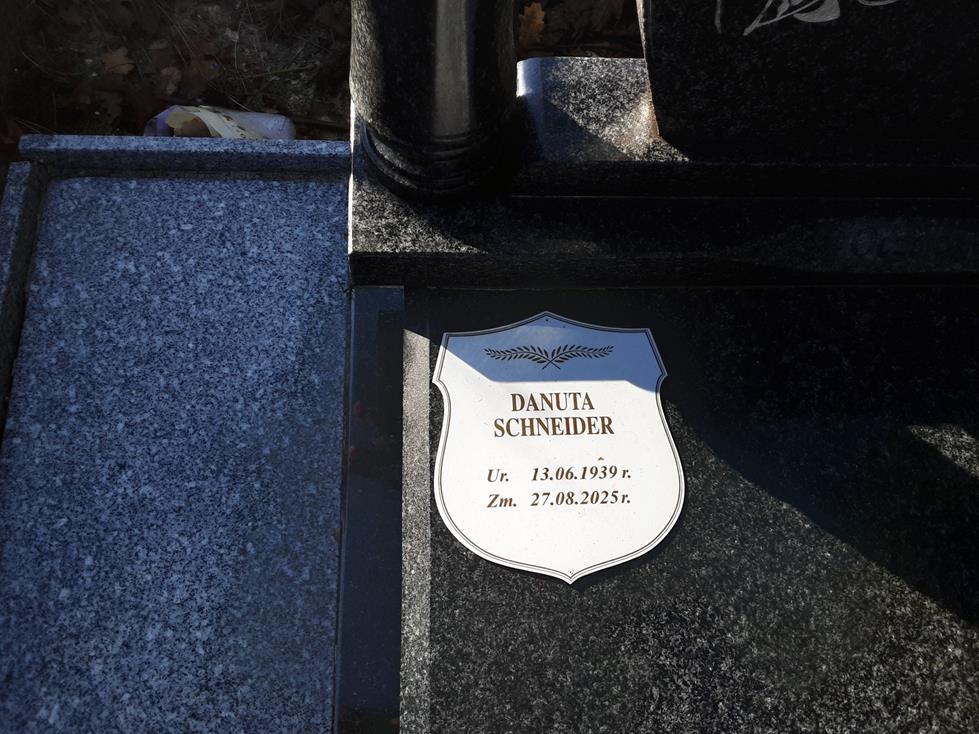 DANUTA
SCHNEIDER
Ur. 13.06.1939 r.
Zm. 27.08.2025 r.